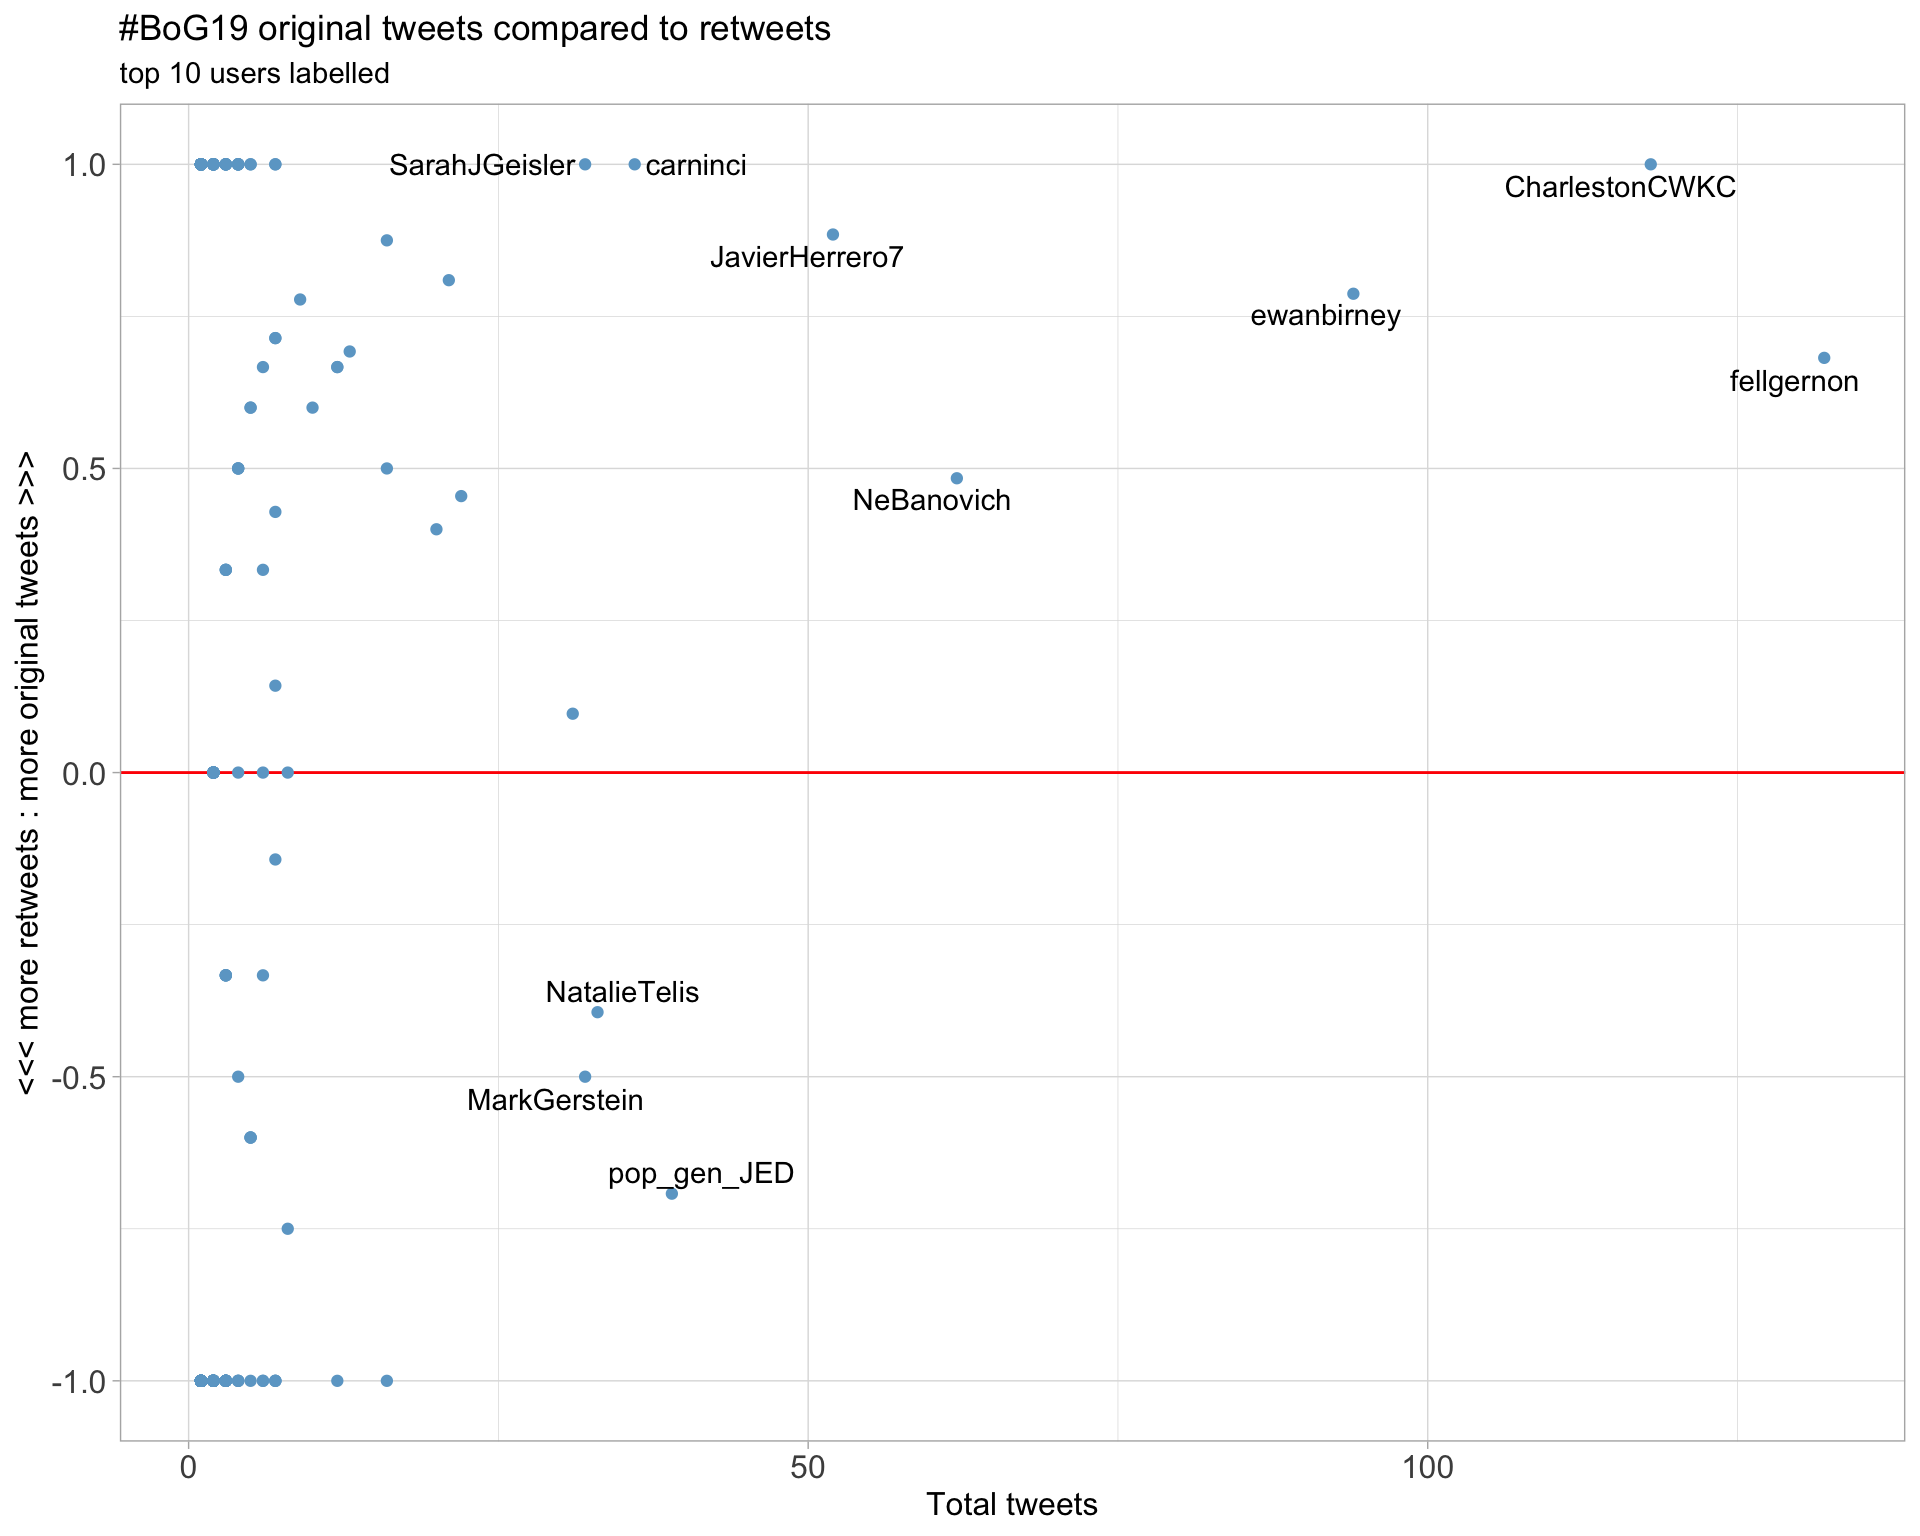 #BoG19 original tweets compared to retweets
top 10 users labelled
1.0
SarahJGeisler
carninci
CharlestonCWKC
JavierHerrero7
ewanbirney
fellgernon
0.5
NeBanovich
<<< more retweets : more original tweets >>>
0.0
NatalieTelis
-0.5
MarkGerstein
pop_gen_JED
-1.0
0 50 100
Total tweets